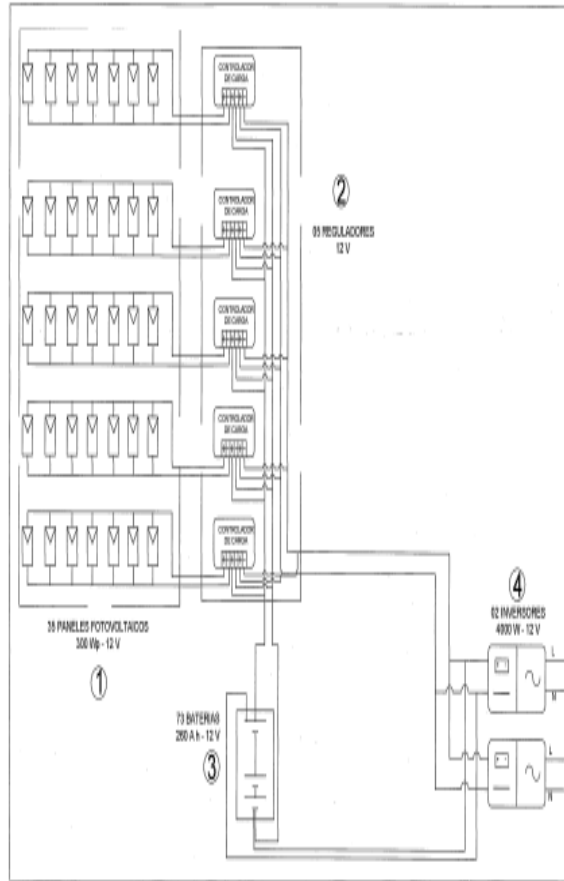 CONTROLADOR
DE CARGA
CONTROLADOR
DE CARGA
CONTROLADOR
DE CARGA
CONTROLADOR
DE CARGA
CONTROLADOR
DE CARGA
2
05 REGULADORES
12 V
35 PANELES FOTOVOLTAICOS
300 Wp - 12 V
1
4
02 INVERSORES
4000 W - 12 V
L
N
73 BATERIAS
260 A h - 12 V
3
L
N